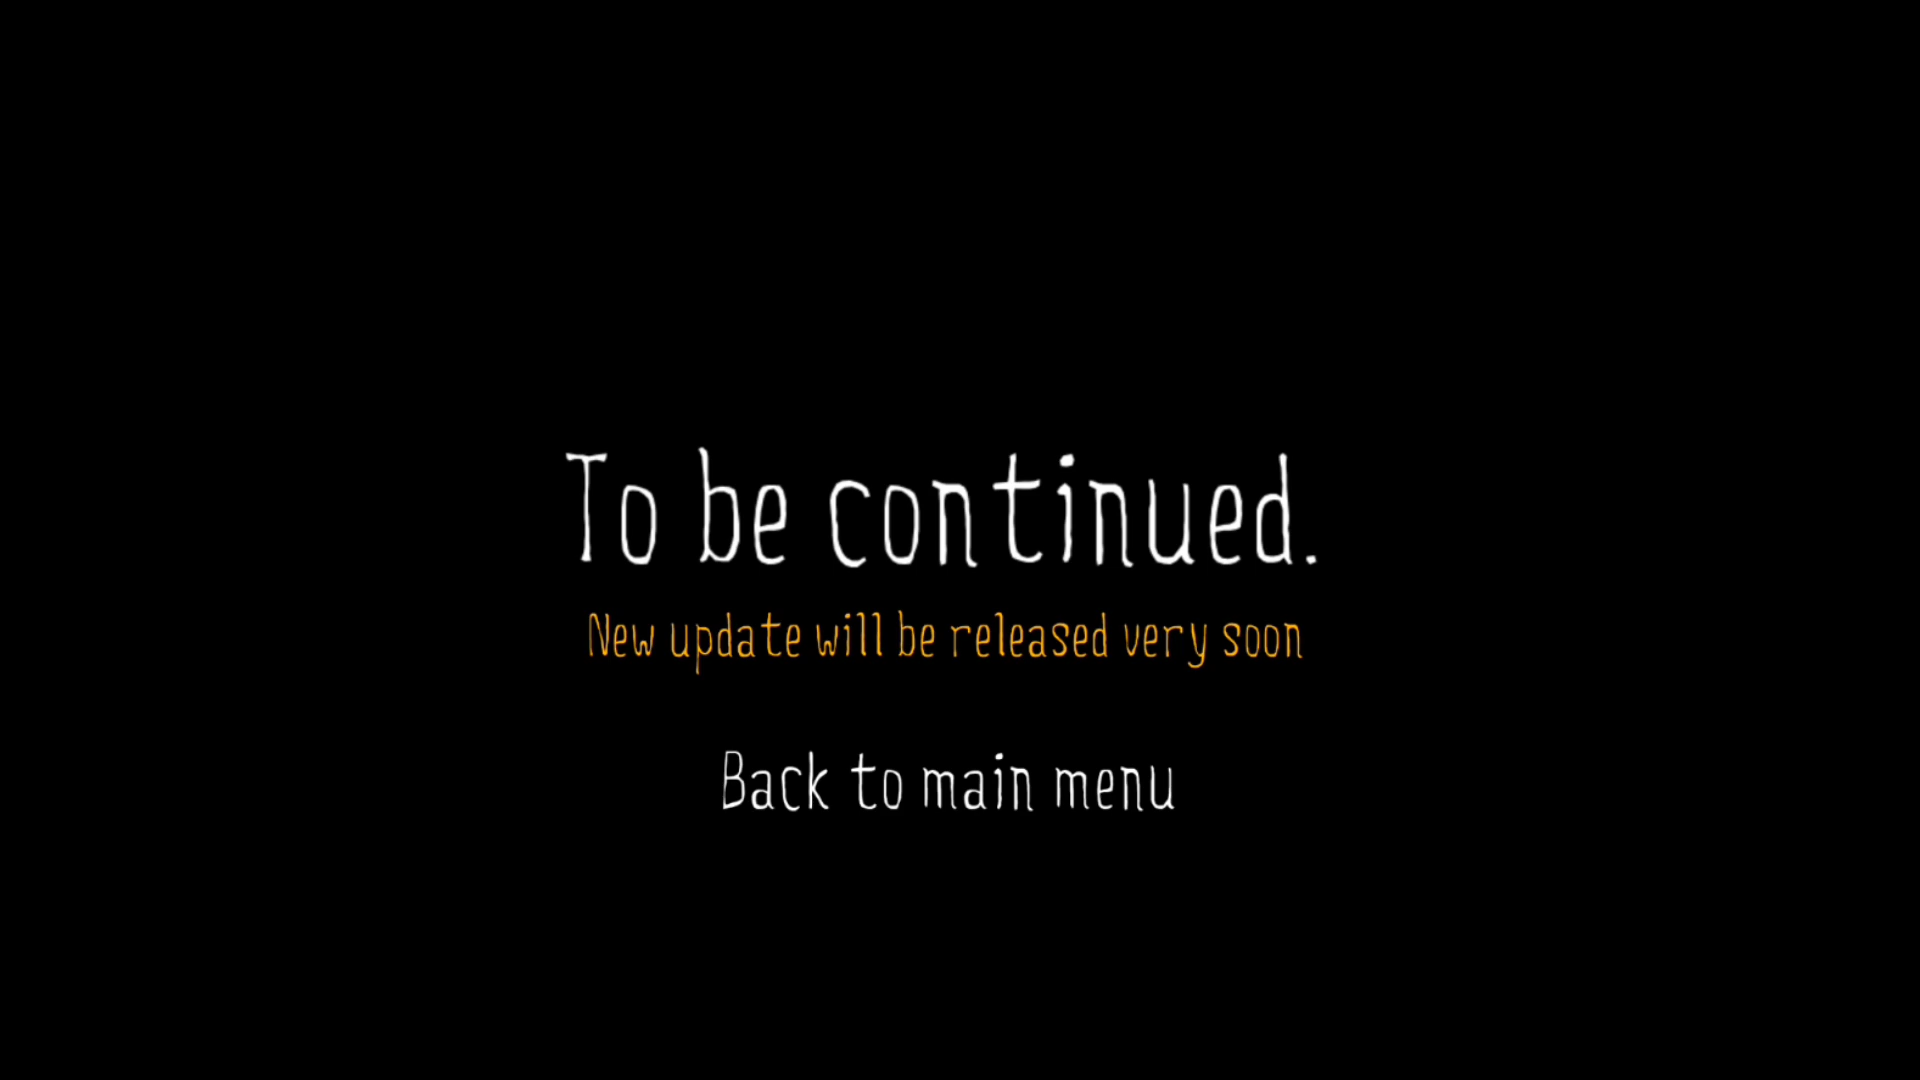 To be continued.
New update will be released very soon
Back to main menu